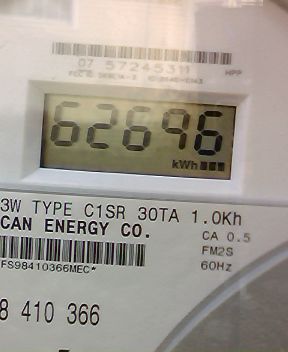 07 57245311 HPP
62696
kWh
3W TYPE C1SR 30TA 1.0Kh
CAN ENERGY CO.
CA 0.5
FM2S
FS98410366MEC*
60Hz
8 410 366